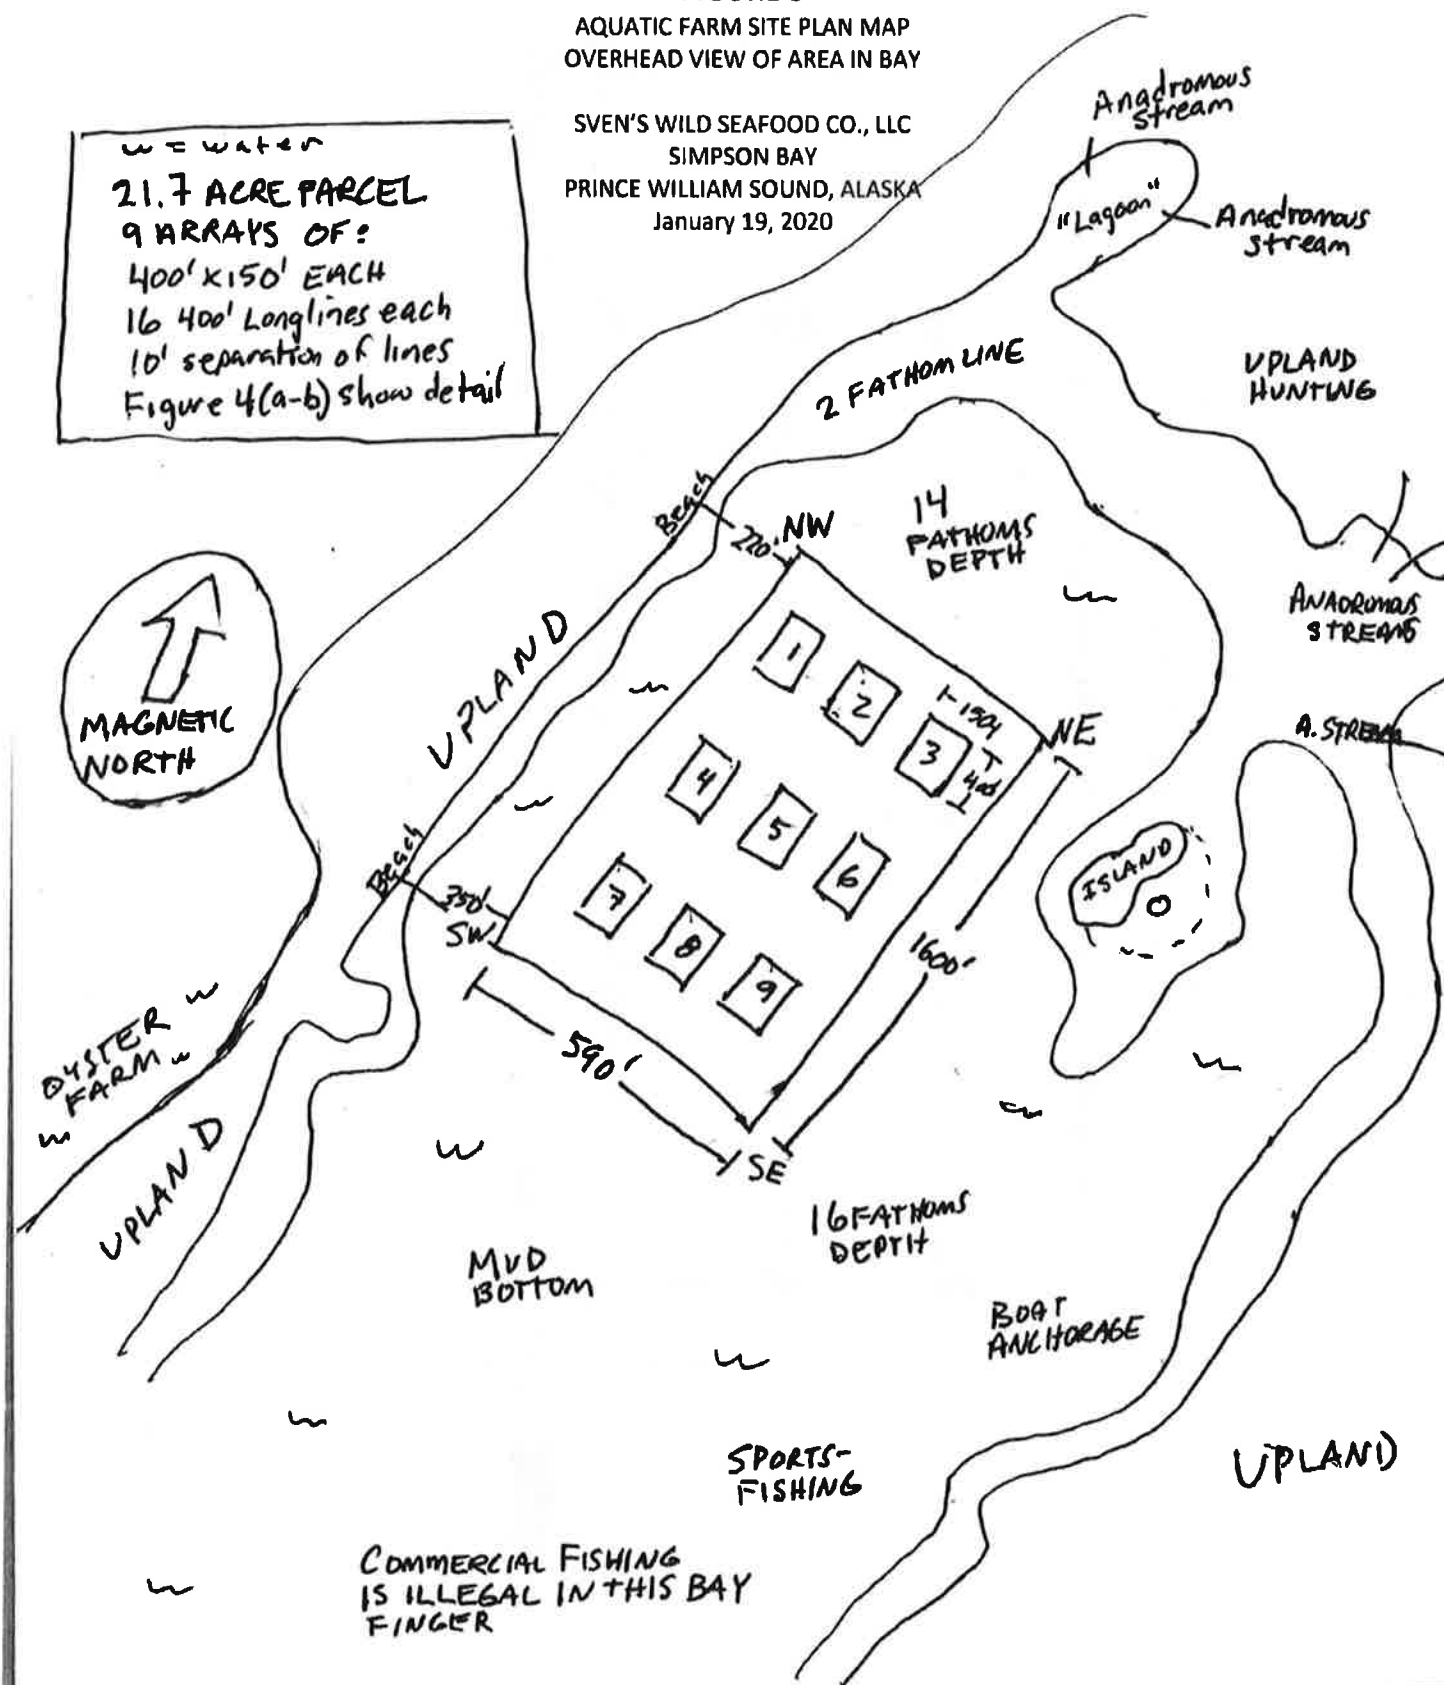 AQUATIC FARM SITE PLAN MAP
OVERHEAD VIEW OF AREA IN BAY
SVEN'S WILD SEAFOOD CO., LLC
SIMPSON BAY
PRINCE WILLIAM SOUND, ALASKA
January 19, 2020
w = water
21.7 ACRE PARCEL
9 ARRAYS OF:
400' X150' EACH
16 400' Longlines each
10' separation of lines
Figure 4(a-b) show detail
Anadromous
stream
"Lagoon"
Anadromous
stream
2 FATHOM LINE
UPLAND
HUNTING
Beach
220'
NW
14
FATHOMS
DEPTH
w
ANADROMOUS
STREAMS
MAGNETIC
NORTH
UPLAND
w
1
2
150'
3
400
NE
A. STREAM
w
4
5
6
ISLAND
Beach
350'
SW
7
8
9
1600'
OYSTER w
FARM w
w
590'
w
w
UPLAND
w
SE
16 FATHOMS
DEPTH
MUD
BOTTOM
BOAT
ANCHORAGE
w
w
SPORTS-
FISHING
UPLAND
COMMERCIAL FISHING
IS ILLEGAL IN THIS BAY
FINGER
w